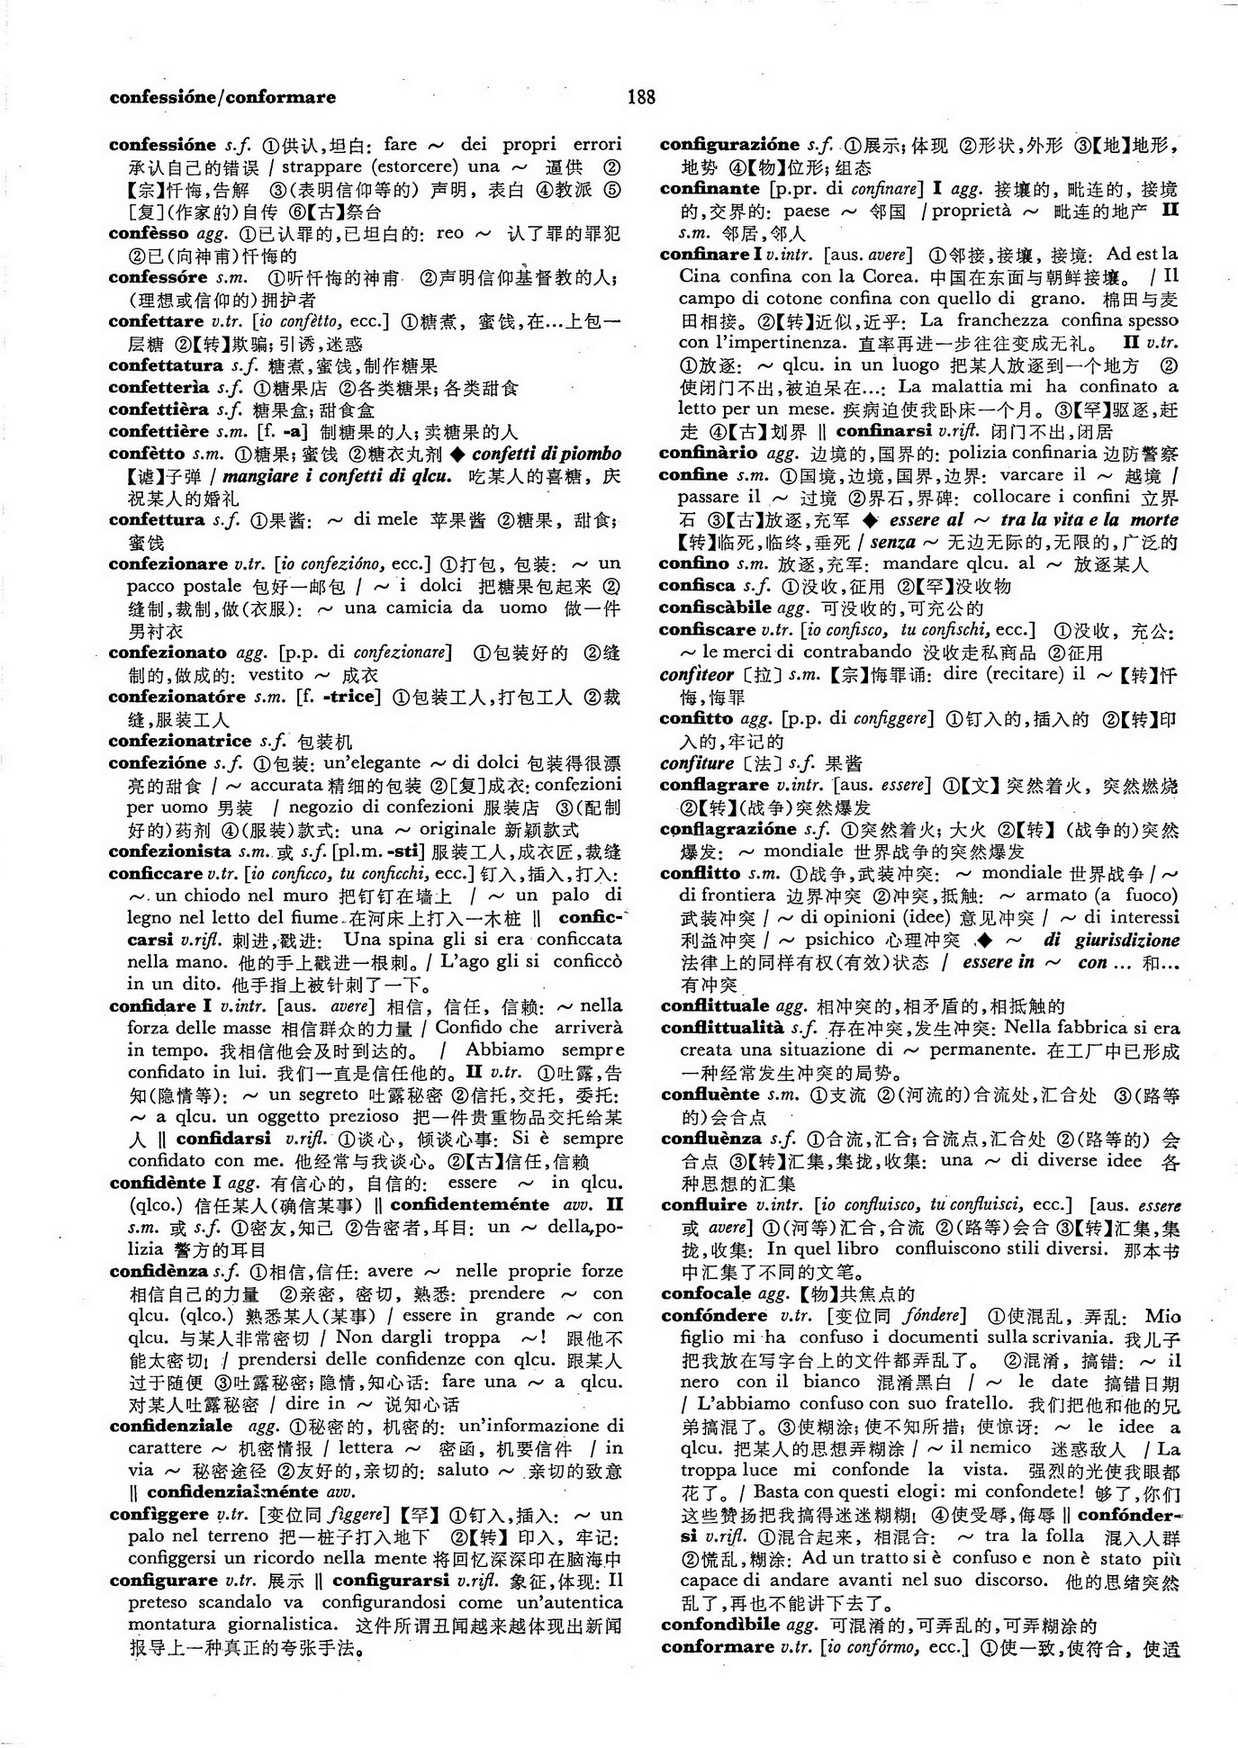 confessióne/conformare
188
confessióne s.f. ①供认,坦白: fare ～ dei propri errori
承认自己的错误 / strappare (estorcere) una ～ 逼供 ②
【宗】忏悔,告解 ③(表明信仰等的) 声明, 表白 ④教派 ⑤
[复](作家的)自传 ⑥【古】祭台
confèsso agg. ①已认罪的,已坦白的: reo ～ 认了罪的罪犯
②已(向神甫)忏悔的
confessóre s.m. ①听忏悔的神甫 ②声明信仰基督教的人;
(理想或信仰的)拥护者
confettare v.tr. [io confètto, ecc.] ①糖煮, 蜜饯,在…上包一
层糖 ②【转】欺骗;引诱,迷惑
confettatura s.f. 糖煮,蜜饯,制作糖果
confetterìa s.f. ①糖果店 ②各类糖果;各类甜食
confettièra s.f. 糖果盒;甜食盒
confettière s.m. [f. -a] 制糖果的人;卖糖果的人
confètto s.m. ①糖果;蜜饯 ②糖衣丸剂 ◆ confetti di piombo
【谑】子弹 / mangiare i confetti di qlcu. 吃某人的喜糖, 庆
祝某人的婚礼
confettura s.f. ①果酱: ～ di mele 苹果酱 ②糖果, 甜食;
蜜饯
confezionare v.tr. [io confezióno, ecc.] ①打包, 包装: ～ un
pacco postale 包好一邮包 / ～ i dolci 把糖果包起来 ②
缝制,裁制,做(衣服): ～ una camicia da uomo 做一件
男衬衣
confezionato agg. [p.p. di confezionare] ①包装好的 ②缝
制的,做成的: vestito ～ 成衣
confezionatóre s.m. [f. -trice] ①包装工人,打包工人 ②裁
缝,服装工人
confezionatrice s.f. 包装机
confezióne s.f. ①包装: un'elegante ～ di dolci 包装得很漂
亮的甜食 / ～ accurata 精细的包装 ②[复]成衣: confezioni
per uomo 男装 / negozio di confezioni 服装店 ③(配制
好的)药剂 ④(服装)款式: una ～ originale 新颖款式
confezionista s.m. 或 s.f. [pl.m. -sti] 服装工人,成衣匠,裁缝
conficcare v.tr. [io conficco, tu conficchi, ecc.] 钉入,插入,打入:
～ un chiodo nel muro 把钉钉在墙上 / ～ un palo di
legno nel letto del fiume 在河床上打入一木桩 ‖ confic-
carsi v.rifl. 刺进,戳进: Una spina gli si era conficcata
nella mano. 他的手上戳进一根刺。/ L'ago gli si conficcò
in un dito. 他手指上被针刺了一下。
confidare I v.intr. [aus. avere] 相信, 信任, 信赖: ～ nella
forza delle masse 相信群众的力量 / Confido che arriverà
in tempo. 我相信他会及时到达的。 / Abbiamo sempre
confidato in lui. 我们一直是信任他的。II v.tr. ①吐露,告
知(隐情等): ～ un segreto 吐露秘密 ②信托,交托, 委托:
～ a qlcu. un oggetto prezioso 把一件贵重物品交托给某
人 ‖ confidarsi v.rifl. ①谈心, 倾谈心事: Si è sempre
confidato con me. 他经常与我谈心。②【古】信任,信赖
confidènte I agg. 有信心的, 自信的: essere ～ in qlcu.
(qlco.) 信任某人(确信某事) ‖ confidenteménte avv. II
s.m. 或 s.f. ①密友,知己 ②告密者,耳目: un ～ della po-
lizia 警方的耳目
confidènza s.f. ①相信,信任: avere ～ nelle proprie forze
相信自己的力量 ②亲密, 密切, 熟悉: prendere ～ con
qlcu. (qlco.) 熟悉某人(某事) / essere in grande ～ con
qlcu. 与某人非常密切 / Non dargli troppa ～! 跟他不
能太密切! / prendersi delle confidenze con qlcu. 跟某人
过于随便 ③吐露秘密;隐情,知心话: fare una ～ a qlcu.
对某人吐露秘密 / dire in ～ 说知心话
confidenziale agg. ①秘密的, 机密的: un'informazione di
carattere ～ 机密情报 / lettera ～ 密函, 机要信件 / in
via ～ 秘密途径 ②友好的,亲切的: saluto ～ 亲切的致意
‖ confidenzialménte avv.
confìggere v.tr. [变位同 fìggere] 【罕】 ①钉入,插入: ～ un
palo nel terreno 把一桩子打入地下 ②【转】 印入, 牢记:
configgersi un ricordo nella mente 将回忆深深印在脑海中
configurare v.tr. 展示 ‖ configurarsi v.rifl. 象征,体现: Il
preteso scandalo va configurandosi come un'autentica
montatura giornalistica. 这件所谓丑闻越来越体现出新闻
报导上一种真正的夸张手法。
configurazióne s.f. ①展示;体现 ②形状,外形 ③【地】地形,
地势 ④【物】位形;组态
confinante [p.pr. di confinare] I agg. 接壤的, 毗连的, 接境
的,交界的: paese ～ 邻国 / proprietà ～ 毗连的地产 II
s.m. 邻居,邻人
confinare I v.intr. [aus. avere] ①邻接,接壤, 接境: Ad est la
Cina confina con la Corea. 中国在东面与朝鲜接壤。 / Il
campo di cotone confina con quello di grano. 棉田与麦
田相接。②【转】近似,近乎: La franchezza confina spesso
con l'impertinenza. 直率再进一步往往变成无礼。 II v.tr.
①放逐: ～ qlcu. in un luogo 把某人放逐到一个地方 ②
使闭门不出,被迫呆在…: La malattia mi ha confinato a
letto per un mese. 疾病迫使我卧床一个月。③【罕】驱逐,赶
走 ④【古】划界 ‖ confinarsi v.rifl. 闭门不出,闭居
confinàrio agg. 边境的,国界的: polizia confinaria 边防警察
confine s.m. ①国境,边境,国界,边界: varcare il ～ 越境 /
passare il ～ 过境 ②界石,界碑: collocare i confini 立界
石 ③【古】放逐,充军 ◆ essere al ～ tra la vita e la morte
【转】临死,临终,垂死 / senza ～ 无边无际的,无限的,广泛的
confino s.m. 放逐,充军: mandare qlcu. al ～ 放逐某人
confisca s.f. ①没收,征用 ②【罕】没收物
confiscàbile agg. 可没收的,可充公的
confiscare v.tr. [io confisco, tu confischi, ecc.] ①没收, 充公:
～ le merci di contrabando 没收走私商品 ②征用
confìteor 〔拉〕 s.m. 【宗】悔罪诵: dire (recitare) il ～【转】忏
悔,悔罪
confitto agg. [p.p. di configgere] ①钉入的,插入的 ②【转】印
入的,牢记的
confiture 〔法〕 s.f. 果酱
conflagrare v.intr. [aus. essere] ①【文】 突然着火, 突然燃烧
②【转】(战争)突然爆发
conflagrazióne s.f. ①突然着火; 大火 ②【转】 (战争的)突然
爆发: ～ mondiale 世界战争的突然爆发
conflitto s.m. ①战争,武装冲突: ～ mondiale 世界战争 / ～
di frontiera 边界冲突 ②冲突,抵触: ～ armato (a fuoco)
武装冲突 / ～ di opinioni (idee) 意见冲突 / ～ di interessi
利益冲突 / ～ psichico 心理冲突 ◆ ～ di giurisdizione
法律上的同样有权(有效)状态 / essere in ～ con … 和…
有冲突
conflittuale agg. 相冲突的,相矛盾的,相抵触的
conflittualità s.f. 存在冲突,发生冲突: Nella fabbrica si era
creata una situazione di ～ permanente. 在工厂中已形成
一种经常发生冲突的局势。
confluènte s.m. ①支流 ②(河流的)合流处,汇合处 ③(路等
的)会合点
confluènza s.f. ①合流,汇合;合流点,汇合处 ②(路等的) 会
合点 ③【转】汇集,集拢,收集: una ～ di diverse idee 各
种思想的汇集
confluire v.intr. [io confluisco, tu confluisci, ecc.] [aus. essere
或 avere] ①(河等)汇合,合流 ②(路等)会合 ③【转】汇集,集
拢,收集: In quel libro confluiscono stili diversi. 那本书
中汇集了不同的文笔。
confocale agg. 【物】共焦点的
confóndere v.tr. [变位同 fóndere] ①使混乱, 弄乱: Mio
figlio mi ha confuso i documenti sulla scrivania. 我儿子
把我放在写字台上的文件都弄乱了。 ②混淆, 搞错: ～ il
nero con il bianco 混淆黑白 / ～ le date 搞错日期
/ L'abbiamo confuso con suo fratello. 我们把他和他的兄
弟搞混了。③使糊涂;使不知所措; 使惊讶: ～ le idee a
qlcu. 把某人的思想弄糊涂 / ～ il nemico 迷惑敌人 / La
troppa luce mi confonde la vista. 强烈的光使我眼都
花了。/ Basta con questi elogi: mi confondete! 够了,你们
这些赞扬把我搞得迷迷糊糊! ④使受辱,侮辱 ‖ confónder-
si v.rifl. ①混合起来, 相混合: ～ tra la folla 混入人群
②慌乱,糊涂: Ad un tratto si è confuso e non è stato più
capace di andare avanti nel suo discorso. 他的思绪突然
乱了,再也不能讲下去了。
confondìbile agg. 可混淆的,可弄乱的,可弄糊涂的
conformare v.tr. [io confórmo, ecc.] ①使一致,使符合, 使适